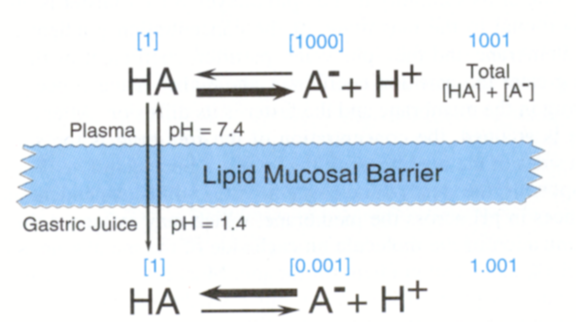 [1] [1000] 1001
HA A⁻ + H⁺ Total
[HA] + [A⁻]
Plasma pH = 7.4
Lipid Mucosal Barrier
Gastric Juice pH = 1.4
[1] [0.001] 1.001
HA A⁻ + H⁺